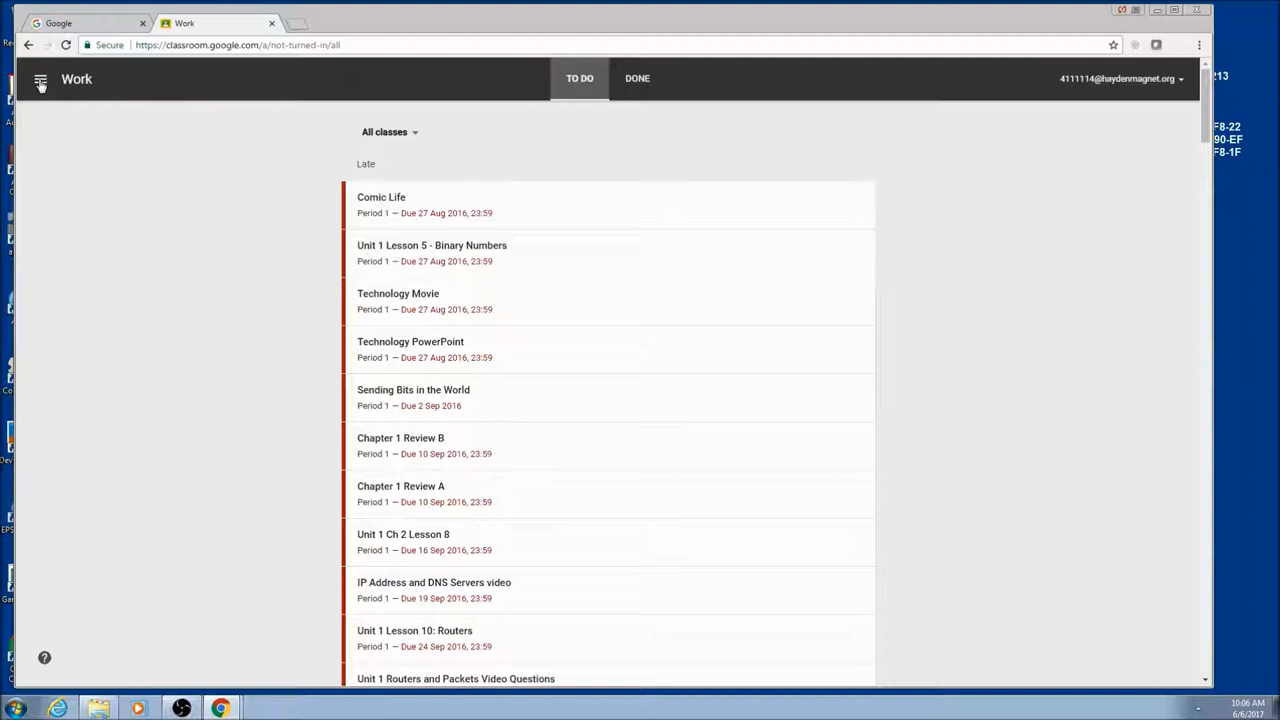 Google
Work
Secure https://classroom.google.com/a/not-turned-in/all
Work
TO DO
DONE
4111114@haydenmagnet.org
All classes
Late
Comic Life
Period 1 — Due 27 Aug 2016, 23:59
Unit 1 Lesson 5 - Binary Numbers
Period 1 — Due 27 Aug 2016, 23:59
Technology Movie
Period 1 — Due 27 Aug 2016, 23:59
Technology PowerPoint
Period 1 — Due 27 Aug 2016, 23:59
Sending Bits in the World
Period 1 — Due 2 Sep 2016
Chapter 1 Review B
Period 1 — Due 10 Sep 2016, 23:59
Chapter 1 Review A
Period 1 — Due 10 Sep 2016, 23:59
Unit 1 Ch 2 Lesson 8
Period 1 — Due 16 Sep 2016, 23:59
IP Address and DNS Servers video
Period 1 — Due 19 Sep 2016, 23:59
Unit 1 Lesson 10: Routers
Period 1 — Due 24 Sep 2016, 23:59
Unit 1 Routers and Packets Video Questions
213
F8-22
90-EF
F8-1F
?
10:06 AM
6/6/2017